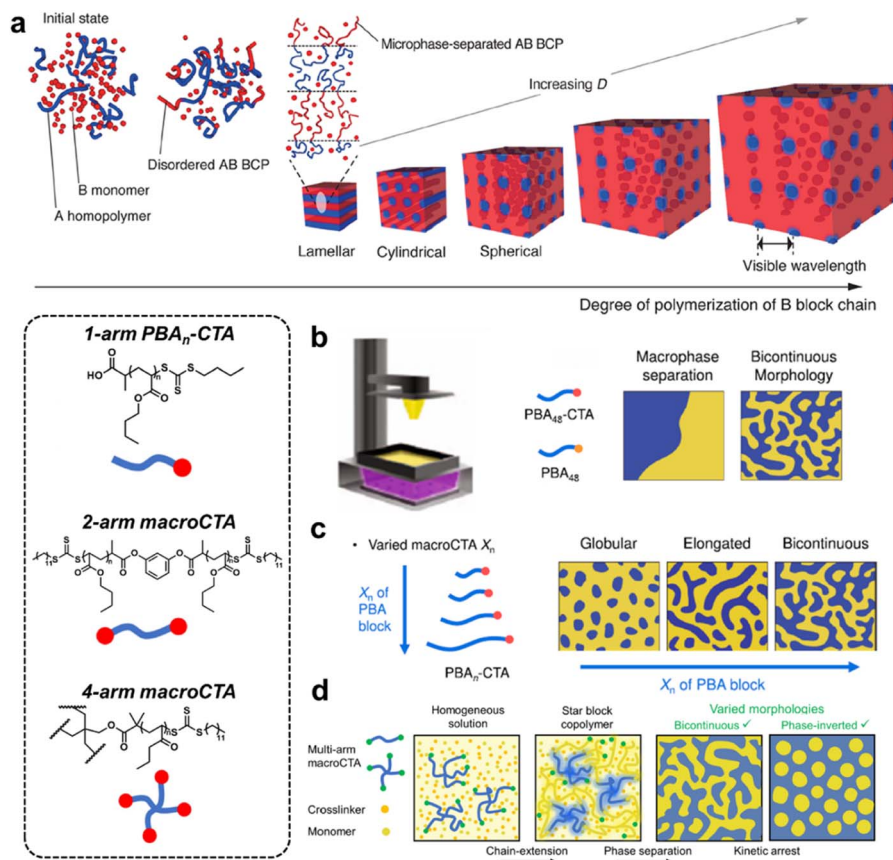 a
Initial state
B monomer
A homopolymer
Disordered AB BCP
Microphase-separated AB BCP
Increasing D
Lamellar
Cylindrical
Spherical
Visible wavelength
Degree of polymerization of B block chain
1-arm PBAn-CTA
HO
O
O
O
n
S
S
S
2-arm macroCTA
11
S
S
S
n
O
O
O
O
O
O
O
O
n
S
S
S
11
4-arm macroCTA
O
O
n
S
S
S
11
O
b
PBA48-CTA
PBA48
Macrophase
separation
Bicontinuous
Morphology
c
• Varied macroCTA Xn
Xn of
PBA
block
PBAn-CTA
Globular
Elongated
Bicontinuous
Xn of PBA block
d
Multi-arm
macroCTA
Crosslinker
Monomer
Homogeneous
solution
Star block
copolymer
Varied morphologies
Bicontinuous ✓
Phase-inverted ✓
Chain-extension
Phase separation
Kinetic arrest